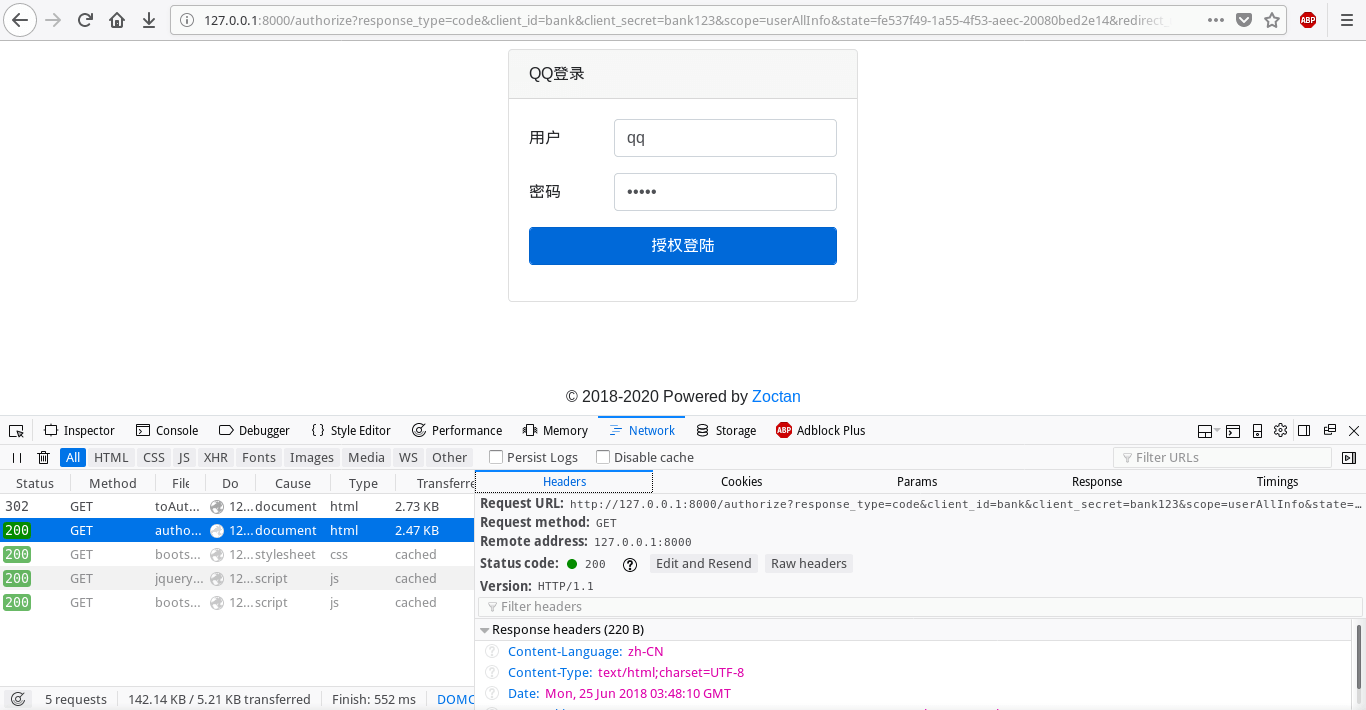 127.0.0.1:8000/authorize?response_type=code&client_id=bank&client_secret=bank123&scope=userAllInfo&state=fe537f49-1a55-4f53-aeec-20080bed2e14&redirect_
ABP
QQ登录
用户 qq
密码 •••••
授权登陆
© 2018-2020 Powered by Zoctan
Inspector Console Debugger {} Style Editor Performance Memory Network Storage ABP Adblock Plus
All HTML CSS JS XHR Fonts Images Media WS Other Persist Logs Disable cache Filter URLs
Status Method File Do Cause Type Transferre
Headers Cookies Params Response Timings
302 GET toAut... 12... document html 2.73 KB
200 GET autho... 12... document html 2.47 KB
200 GET boots... 12... stylesheet css cached
200 GET jquery... 12... script js cached
200 GET boots... 12... script js cached
Request URL: http://127.0.0.1:8000/authorize?response_type=code&client_id=bank&client_secret=bank123&scope=userAllInfo&state=...
Request method: GET
Remote address: 127.0.0.1:8000
Status code: 200 ? Edit and Resend Raw headers
Version: HTTP/1.1
Filter headers
Response headers (220 B)
? Content-Language: zh-CN
? Content-Type: text/html;charset=UTF-8
? Date: Mon, 25 Jun 2018 03:48:10 GMT
5 requests 142.14 KB / 5.21 KB transferred Finish: 552 ms DOMC